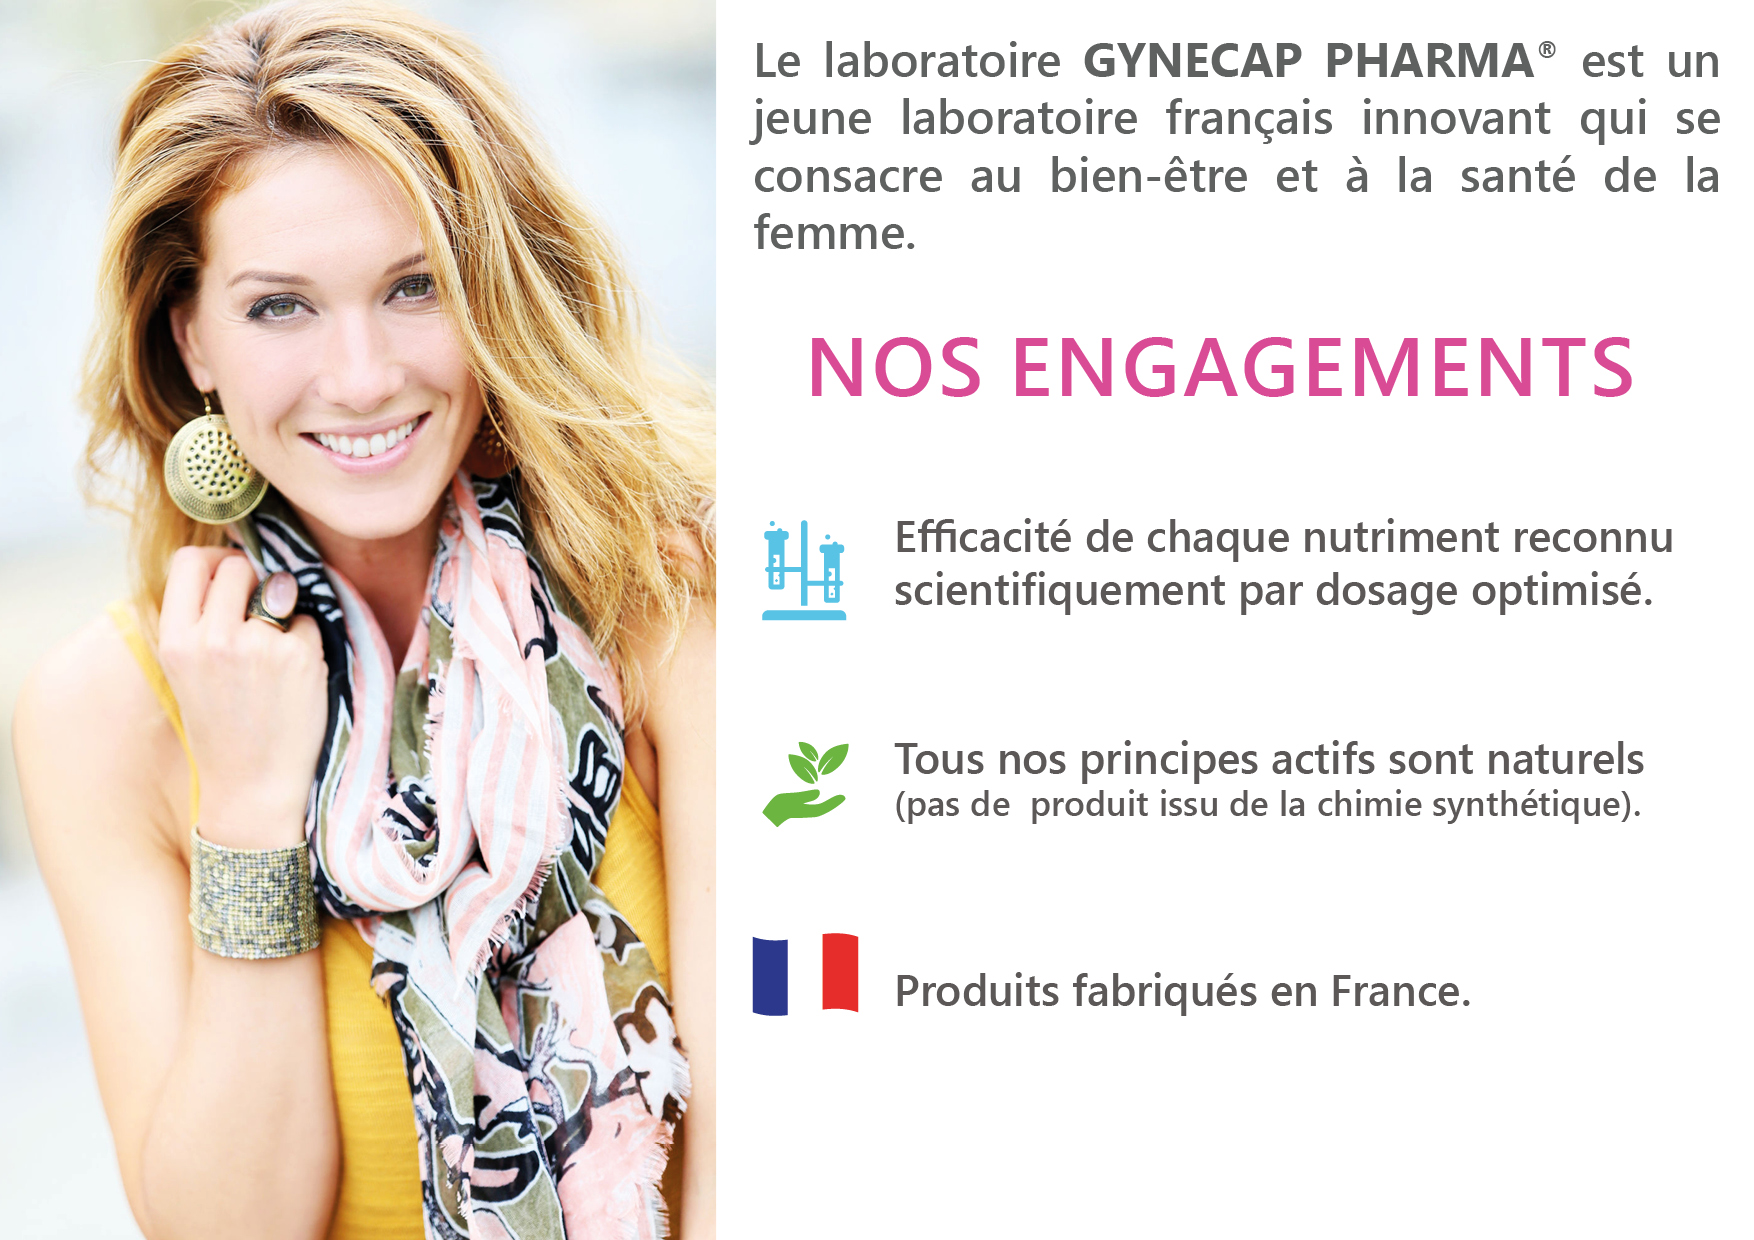 Le laboratoire GYNECAP PHARMA® est un
jeune laboratoire français innovant qui se
consacre au bien-être et à la santé de la
femme.
NOS ENGAGEMENTS
Efficacité de chaque nutriment reconnu
scientifiquement par dosage optimisé.
Tous nos principes actifs sont naturels
(pas de produit issu de la chimie synthétique).
Produits fabriqués en France.